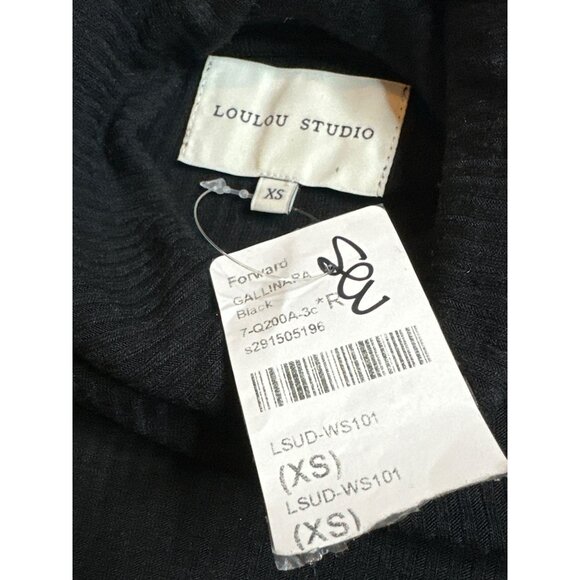 LOULOU STUDIO
XS
Forward
GALLINARA
Black
7-Q200A-3c*R
s291505196
LSUD-WS101
(XS)
LSUD-WS101
(XS)